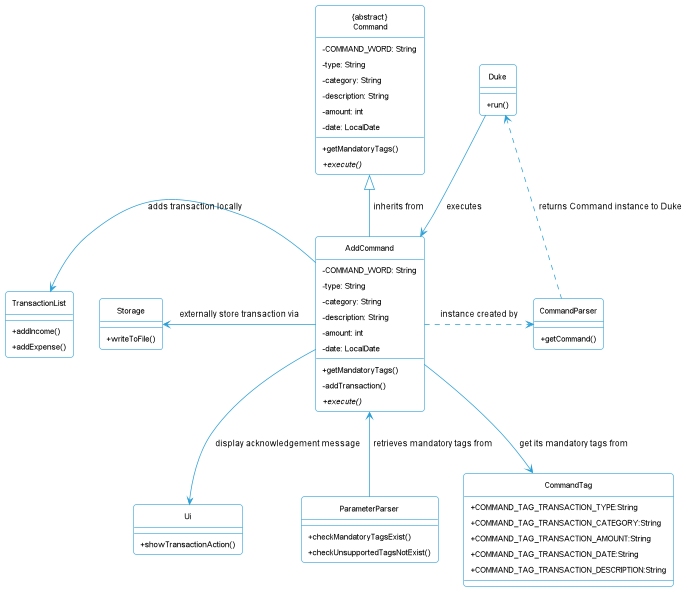 {abstract}
Command
-COMMAND_WORD: String
-type: String
-category: String
-description: String
-amount: int
-date: LocalDate
+getMandatoryTags()
+execute()
Duke
+run()
inherits from
executes
returns Command instance to Duke
adds transaction locally
AddCommand
-COMMAND_WORD: String
-type: String
-category: String
-description: String
-amount: int
-date: LocalDate
+getMandatoryTags()
-addTransaction()
+execute()
TransactionList
+addIncome()
+addExpense()
Storage
+writeToFile()
externally store transaction via
instance created by
CommandParser
+getCommand()
display acknowledgement message
retrieves mandatory tags from
get its mandatory tags from
Ui
+showTransactionAction()
ParameterParser
+checkMandatoryTagsExist()
+checkUnsupportedTagsNotExist()
CommandTag
+COMMAND_TAG_TRANSACTION_TYPE:String
+COMMAND_TAG_TRANSACTION_CATEGORY:String
+COMMAND_TAG_TRANSACTION_AMOUNT:String
+COMMAND_TAG_TRANSACTION_DATE:String
+COMMAND_TAG_TRANSACTION_DESCRIPTION:String